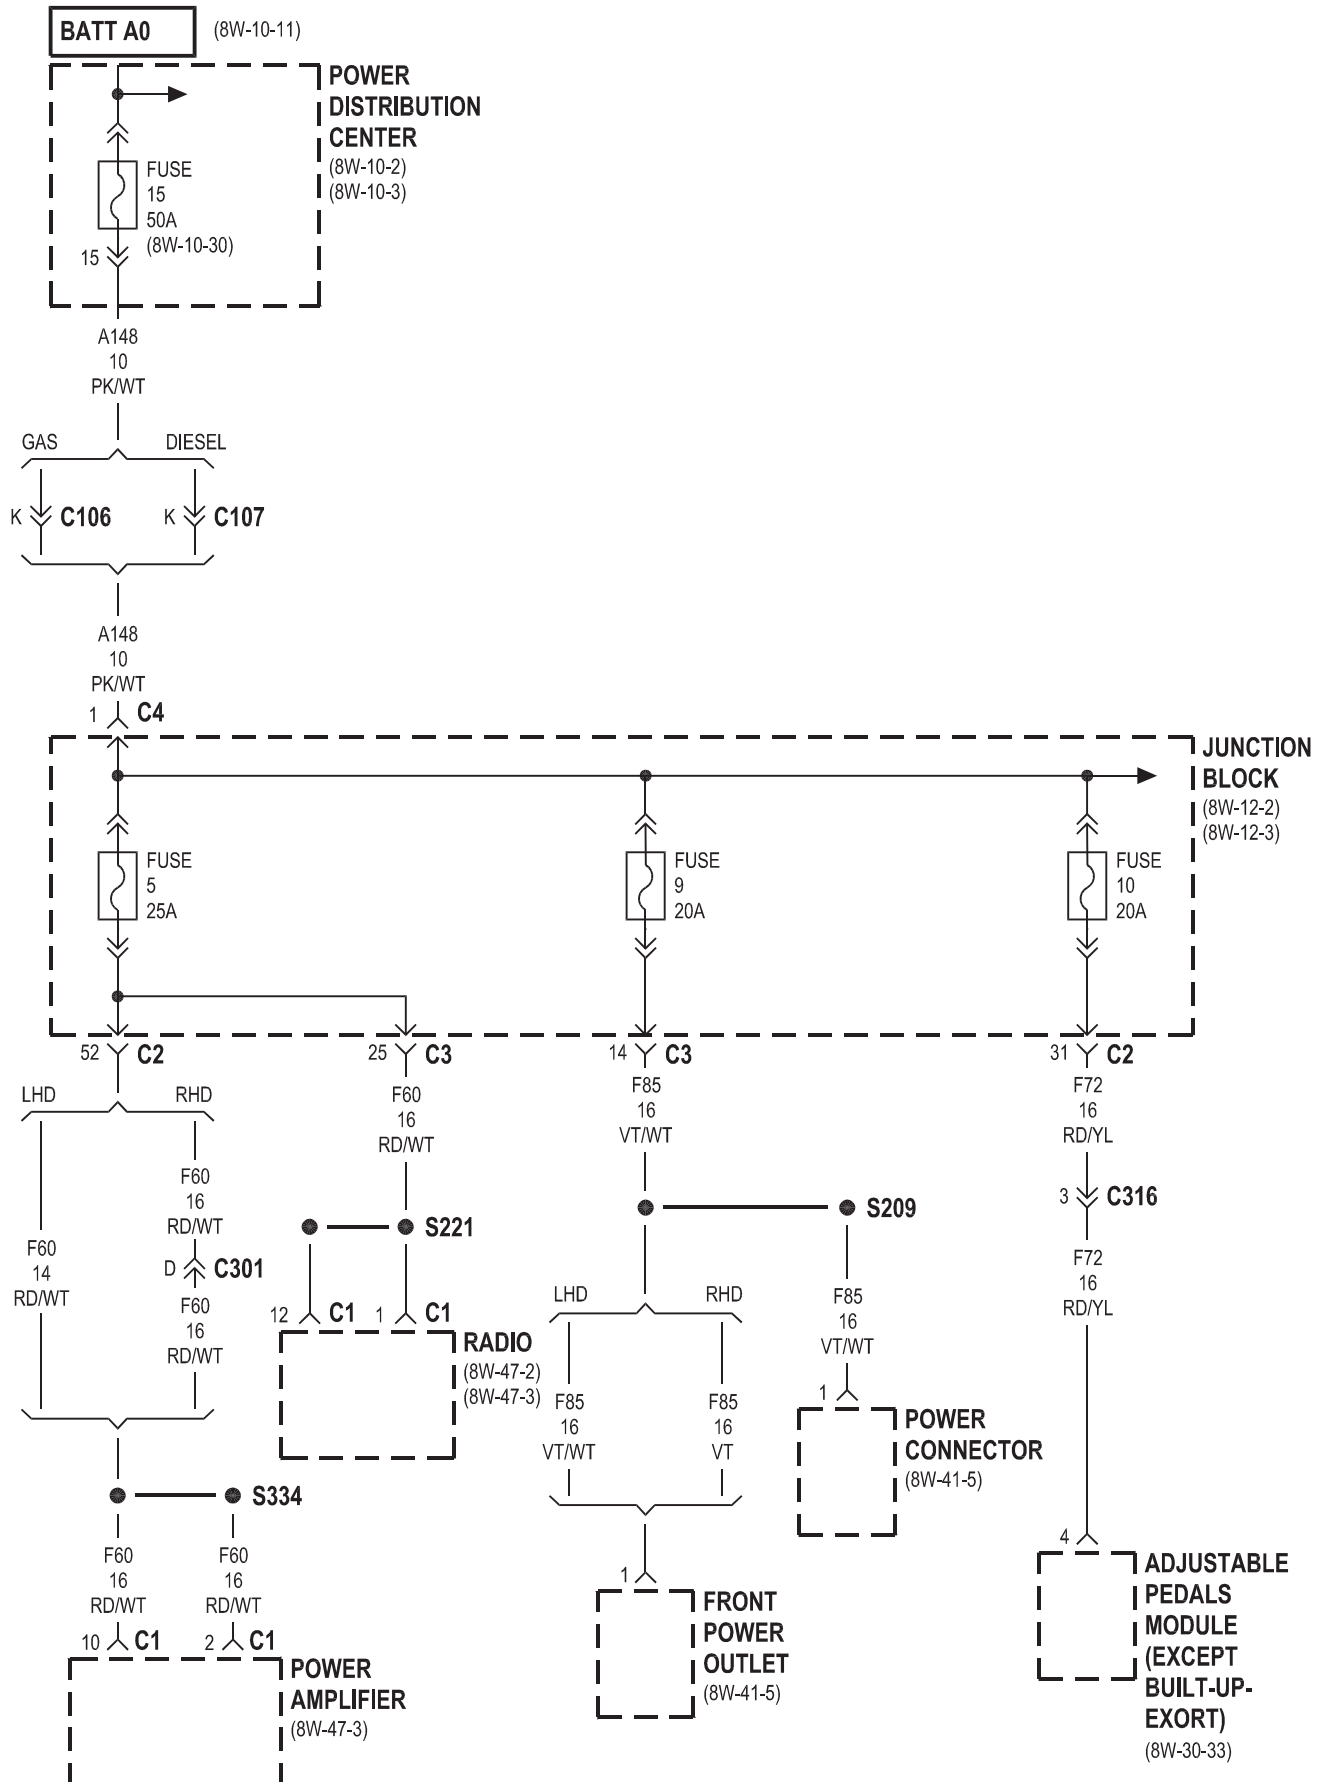 BATT A0 (8W-10-11)
POWER
DISTRIBUTION
CENTER
(8W-10-2)
(8W-10-3)
FUSE
15
50A
(8W-10-30)
15
A148
10
PK/WT
GAS DIESEL
K C106 K C107
A148
10
PK/WT
1 C4
JUNCTION
BLOCK
(8W-12-2)
(8W-12-3)
FUSE
5
25A
FUSE
9
20A
FUSE
10
20A
52 C2
25 C3
14 C3
31 C2
LHD RHD
F60
16
RD/WT
D C301
F60
16
RD/WT
F60
14
RD/WT
S334
F60
16
RD/WT
F60
16
RD/WT
10 C1
2 C1
POWER
AMPLIFIER
(8W-47-3)
F60
16
RD/WT
S221
12 C1
1 C1
RADIO
(8W-47-2)
(8W-47-3)
F85
16
VT/WT
S209
LHD RHD
F85
16
VT/WT
F85
16
VT
1
FRONT
POWER
OUTLET
(8W-41-5)
F85
16
VT/WT
1
POWER
CONNECTOR
(8W-41-5)
F72
16
RD/YL
3 C316
F72
16
RD/YL
4
ADJUSTABLE
PEDALS
MODULE
(EXCEPT
BUILT-UP-
EXORT)
(8W-30-33)